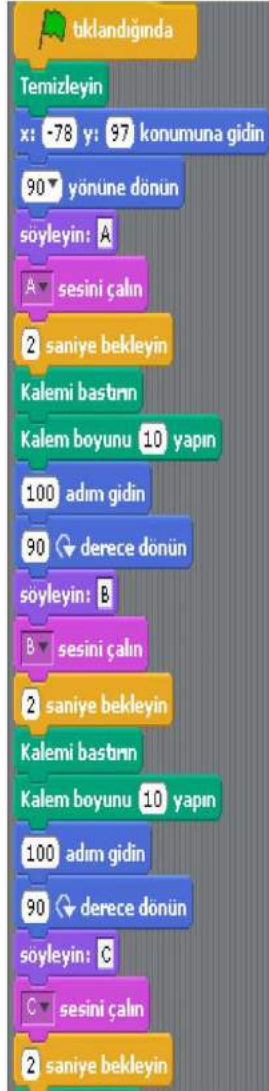 tıklandığında
Temizleyin
x: -78 y: 97 konumuna gidin
90 yönüne dönün
söyleyin: A
A sesini çalın
2 saniye bekleyin
Kalemi bastırın
Kalem boyunu 10 yapın
100 adım gidin
90 derece dönün
söyleyin: B
B sesini çalın
2 saniye bekleyin
Kalemi bastırın
Kalem boyunu 10 yapın
100 adım gidin
90 derece dönün
söyleyin: C
C sesini çalın
2 saniye bekleyin